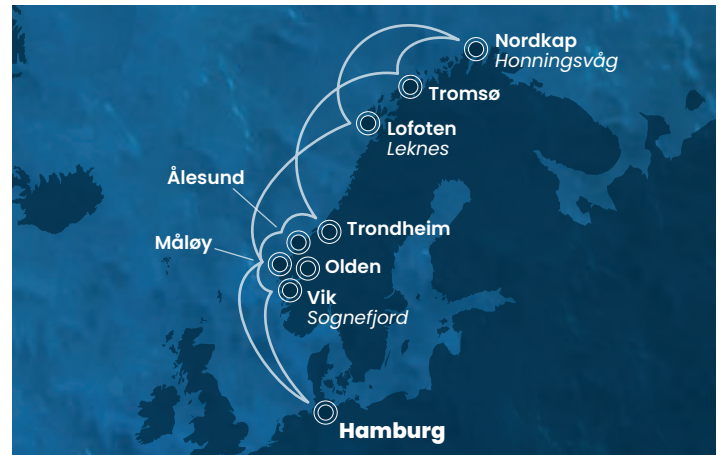 Nordkap
Honningsvåg
Tromsø
Lofoten
Leknes
Ålesund
Trondheim
Måløy
Olden
Vik
Sognefjord
Hamburg